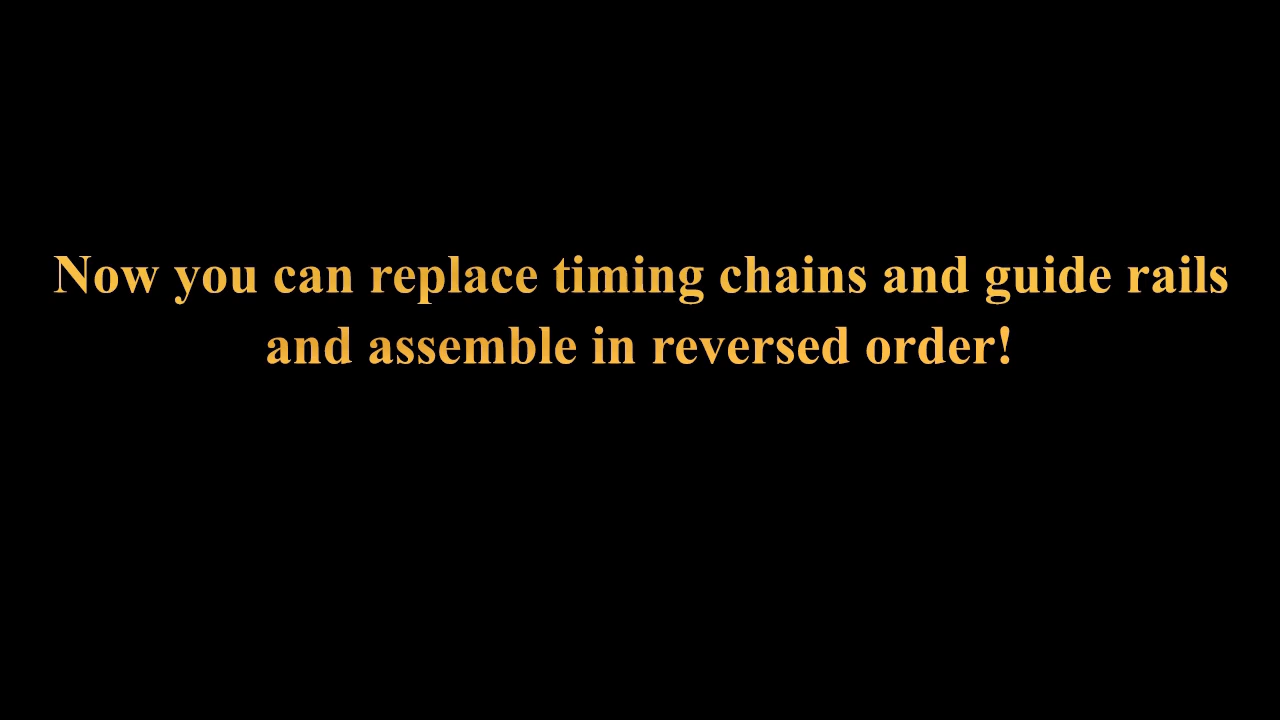 Now you can replace timing chains and guide rails
and assemble in reversed order!